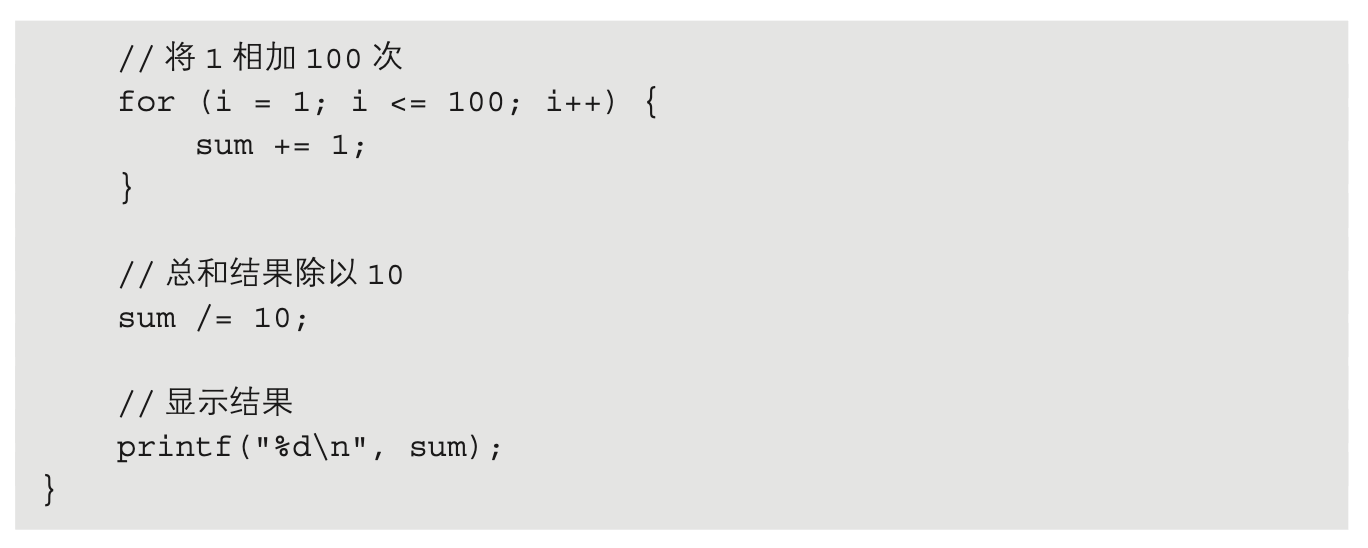 // 将 1 相加 100 次
for (i = 1; i <= 100; i++) {
sum += 1;
}
// 总和结果除以 10
sum /= 10;
// 显示结果
printf("%d\n", sum);
}